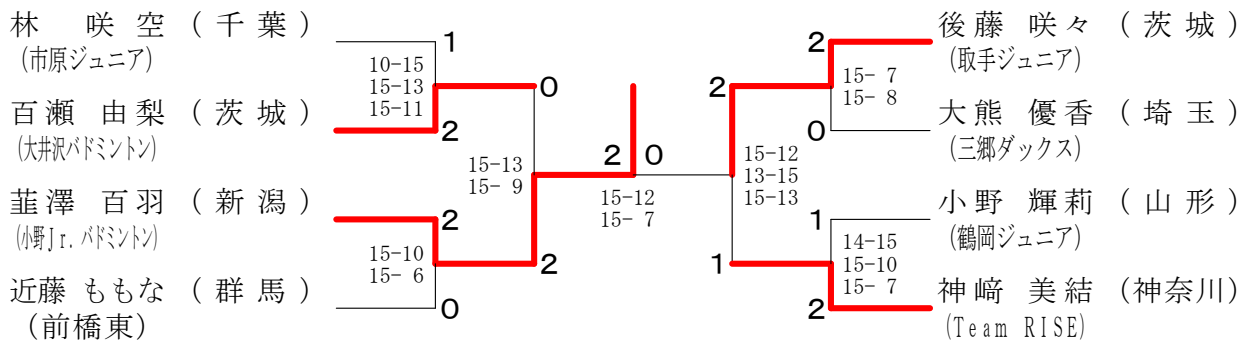 林 咲空 (千葉)
(市原ジュニア)
1
10-15
15-13
15-11
百瀬 由梨 (茨城)
(大井沢バドミントン)
2
0
15-13
15- 9
韮澤 百羽 (新潟)
(小野Jr.バドミントン)
2
15-10
15- 6
近藤 ももな (群馬)
(前橋東)
0
2
2 0
15-12
15- 7
後藤 咲々 (茨城)
(取手ジュニア)
2
15- 7
15- 8
大熊 優香 (埼玉)
(三郷ダックス)
0
2
15-12
13-15
15-13
小野 輝莉 (山形)
(鶴岡ジュニア)
1
14-15
15-10
15- 7
神﨑 美結 (神奈川)
(Team RISE)
2
1